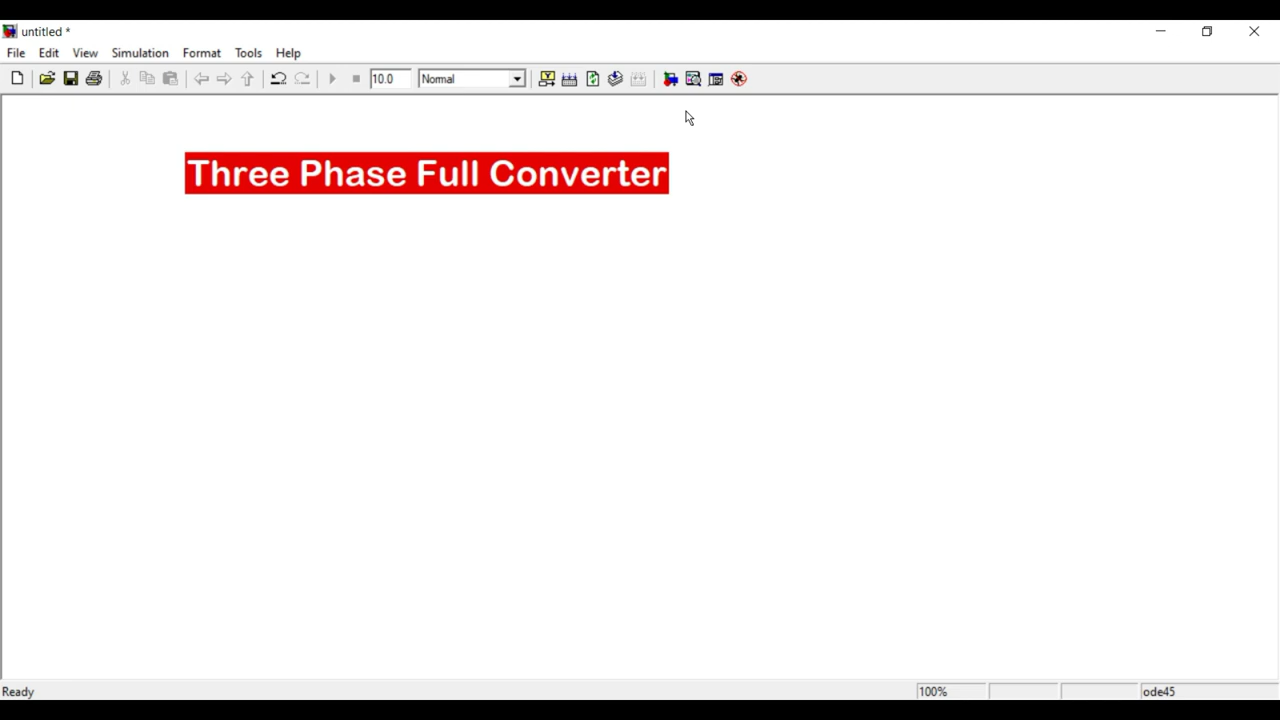 untitled *
File Edit View Simulation Format Tools Help
10.0 Normal
Three Phase Full Converter
Ready 100% ode45